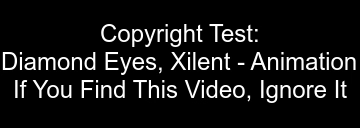 Copyright Test:
Diamond Eyes, Xilent - Animation
If You Find This Video, Ignore It